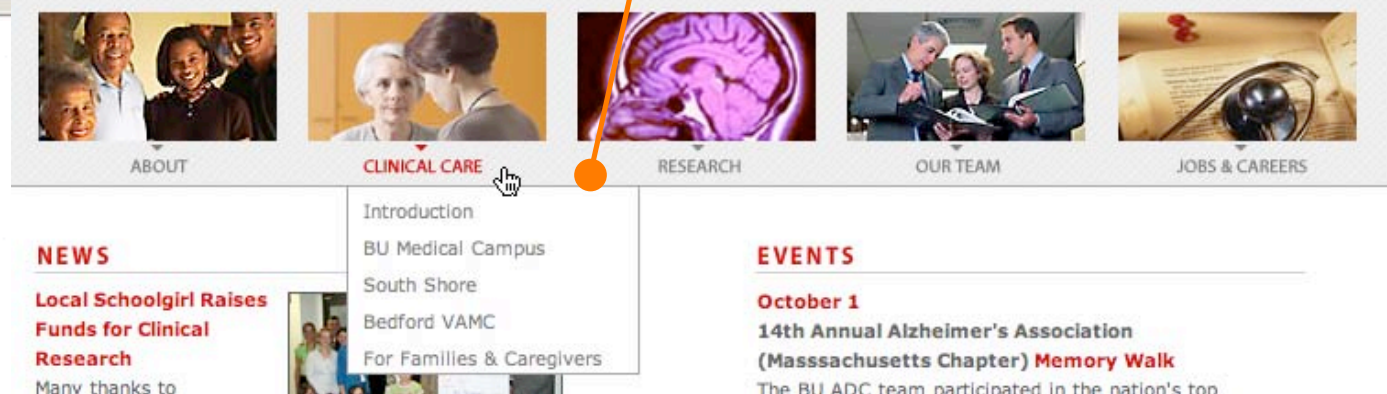 ABOUT
CLINICAL CARE
RESEARCH
OUR TEAM
JOBS & CAREERS
Introduction
BU Medical Campus
South Shore
Bedford VAMC
For Families & Caregivers
NEWS
Local Schoolgirl Raises
Funds for Clinical
Research
Many thanks to
EVENTS
October 1
14th Annual Alzheimer's Association
(Masssachusetts Chapter) Memory Walk
The BU ADC team participated in the nation's top